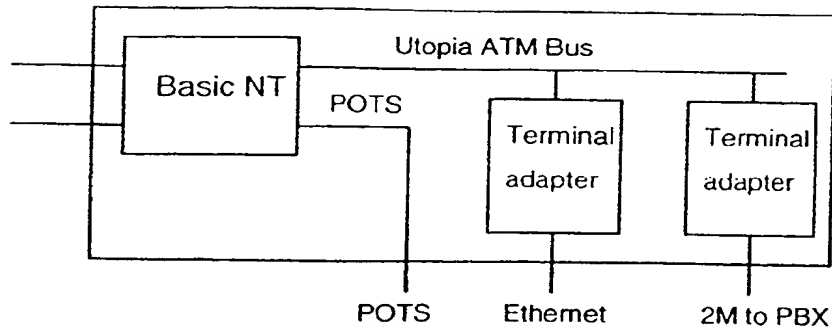 Utopia ATM Bus
Basic NT
POTS
Terminal
adapter
Terminal
adapter
POTS
Ethernet
2M to PBX